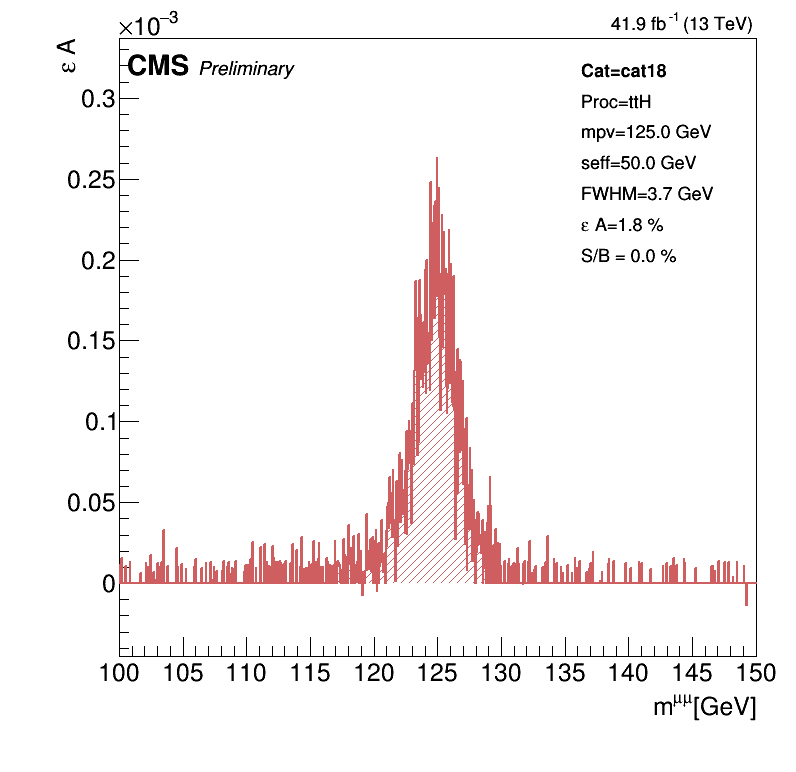 ×10⁻³
41.9 fb⁻¹ (13 TeV)
ε A
CMS Preliminary
Cat=cat18
Proc=ttH
mpv=125.0 GeV
seff=50.0 GeV
FWHM=3.7 GeV
ε A=1.8 %
S/B = 0.0 %
0.3
0.25
0.2
0.15
0.1
0.05
0
100 105 110 115 120 125 130 135 140 145 150
m^μμ[GeV]